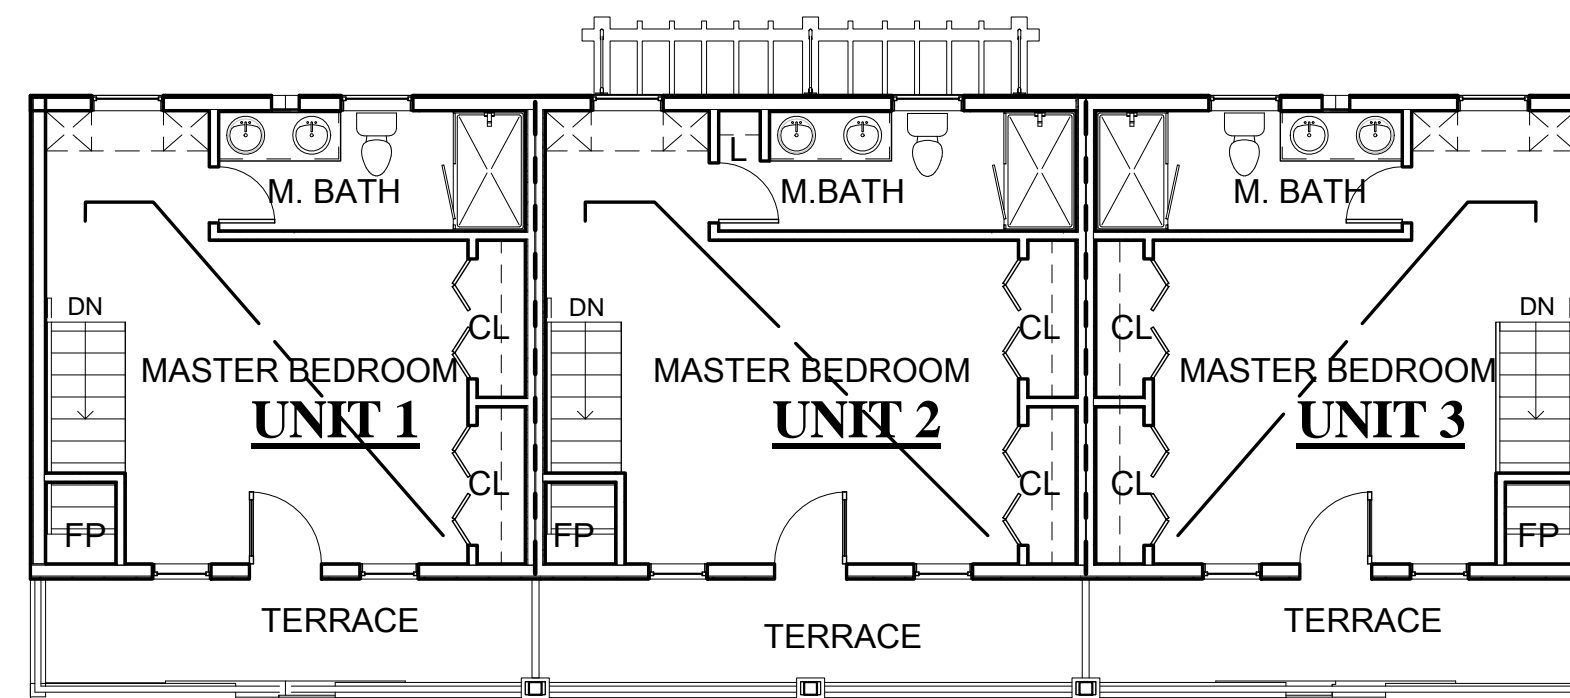 L
M. BATH
M.BATH
M. BATH
DN
DN
DN
CL
CL
CL
MASTER BEDROOM
MASTER BEDROOM
MASTER BEDROOM
UNIT 1
UNIT 2
UNIT 3
CL
CL
CL
FP
FP
FP
TERRACE
TERRACE
TERRACE